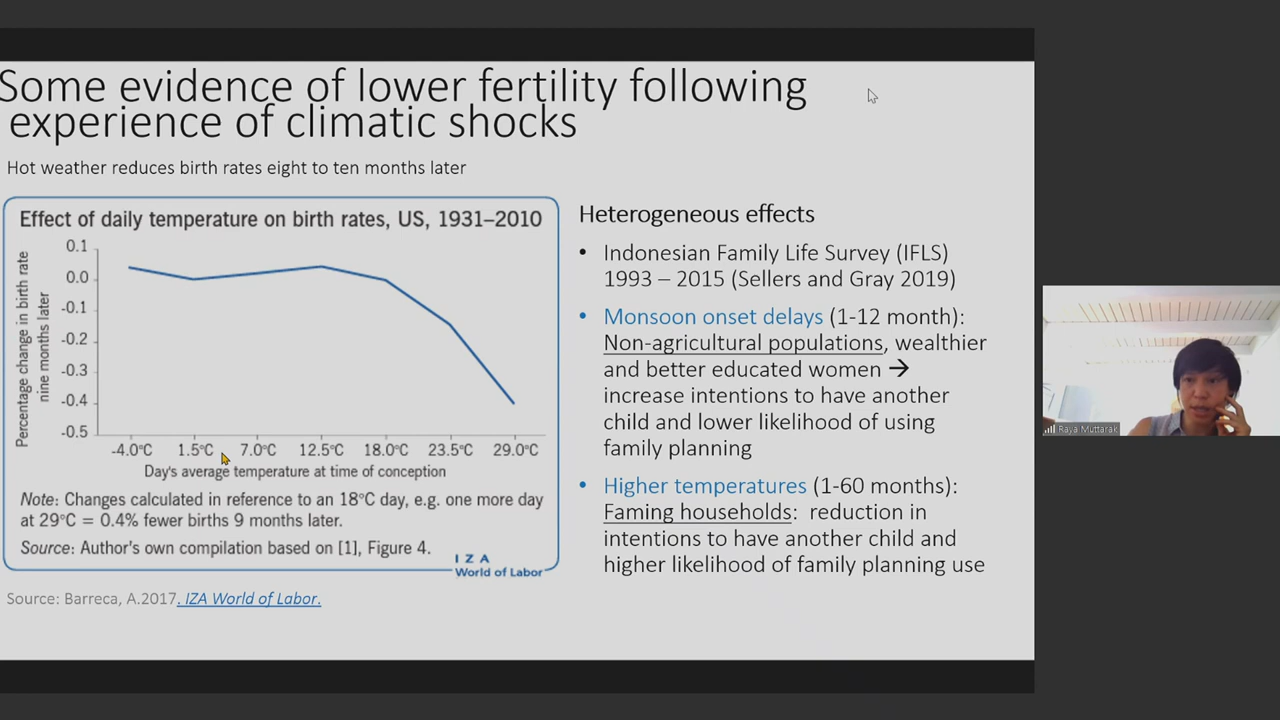 Some evidence of lower fertility following
experience of climatic shocks
Hot weather reduces birth rates eight to ten months later
Effect of daily temperature on birth rates, US, 1931–2010
Percentage change in birth rate
nine months later
0.1
0.0
-0.1
-0.2
-0.3
-0.4
-0.5
-4.0°C 1.5°C 7.0°C 12.5°C 18.0°C 23.5°C 29.0°C
Day's average temperature at time of conception
Note: Changes calculated in reference to an 18°C day, e.g. one more day
at 29°C = 0.4% fewer births 9 months later.
Source: Author's own compilation based on [1], Figure 4.
I Z A
World of Labor
Source: Barreca, A.2017. IZA World of Labor.
Heterogeneous effects
• Indonesian Family Life Survey (IFLS)
1993 – 2015 (Sellers and Gray 2019)
• Monsoon onset delays (1-12 month):
Non-agricultural populations, wealthier
and better educated women →
increase intentions to have another
child and lower likelihood of using
family planning
• Higher temperatures (1-60 months):
Faming households: reduction in
intentions to have another child and
higher likelihood of family planning use
Raya Muttarak